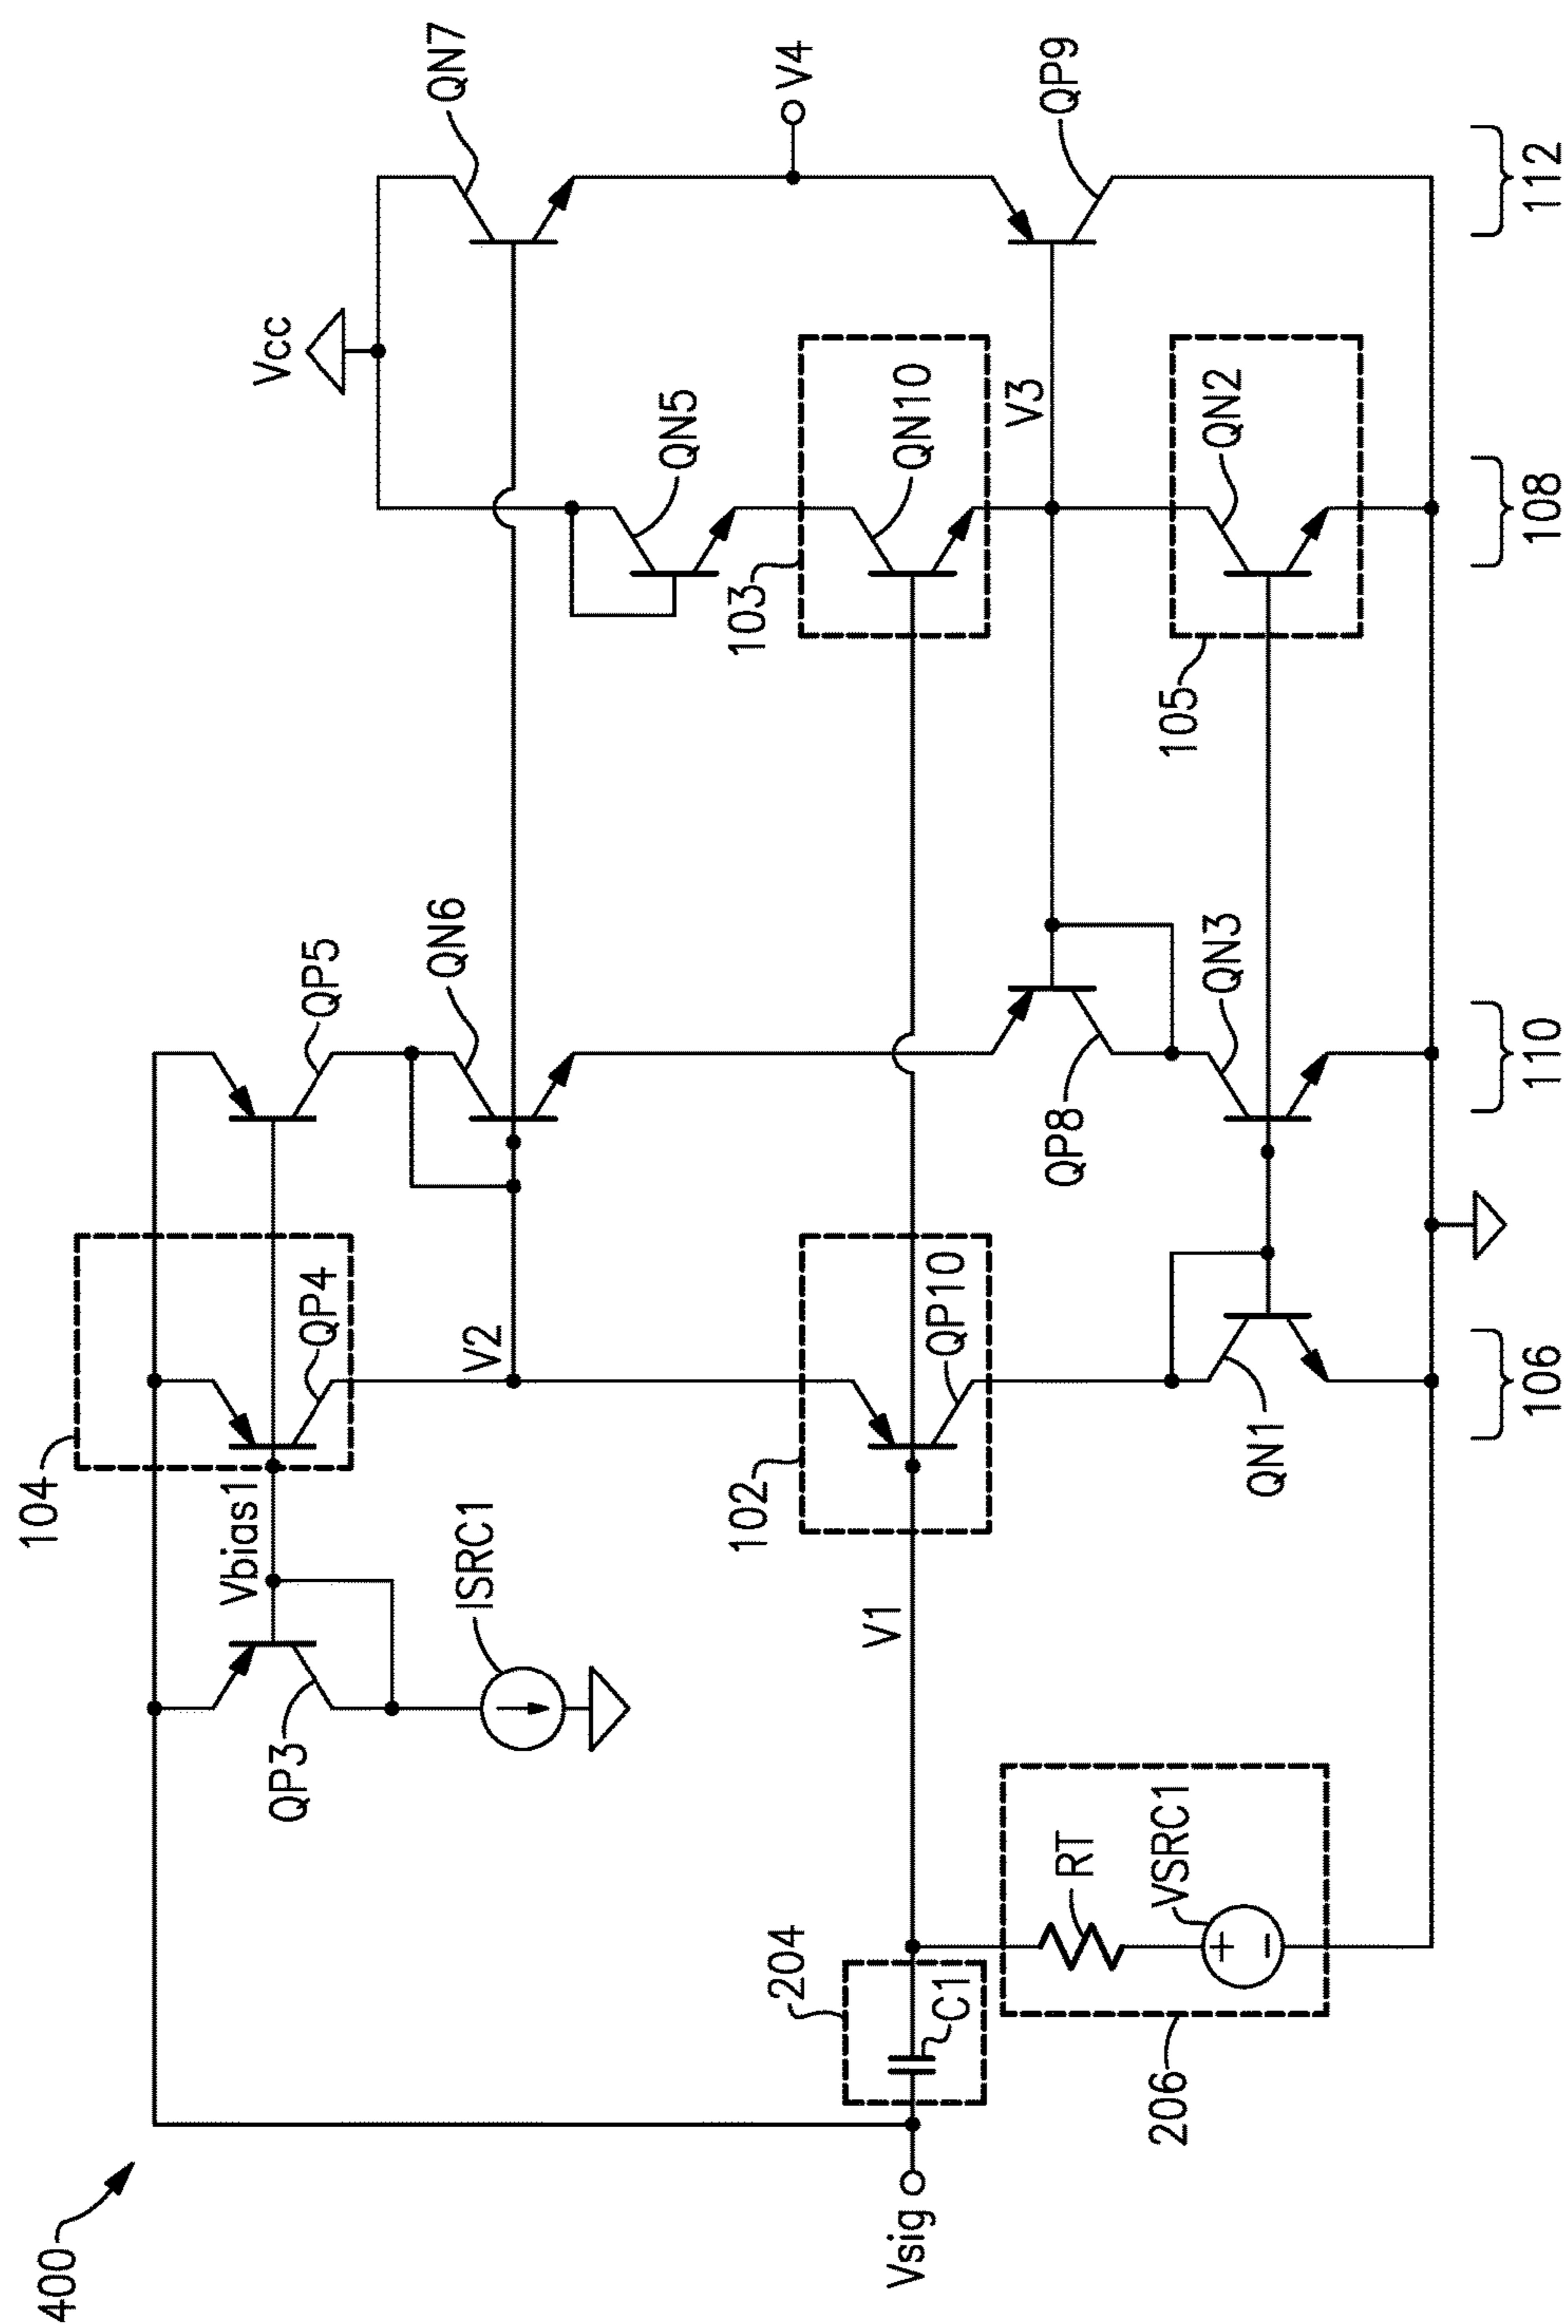 400
Vsig
204
C1
206
RT
VSRC1
QP3
ISRC1
Vbias1
104
QP4
V1
V2
102
QP10
QN1
106
QP5
QN6
QP8
QN3
110
Vcc
QN5
103
QN10
V3
105
QN2
108
QN7
V4
QP9
112